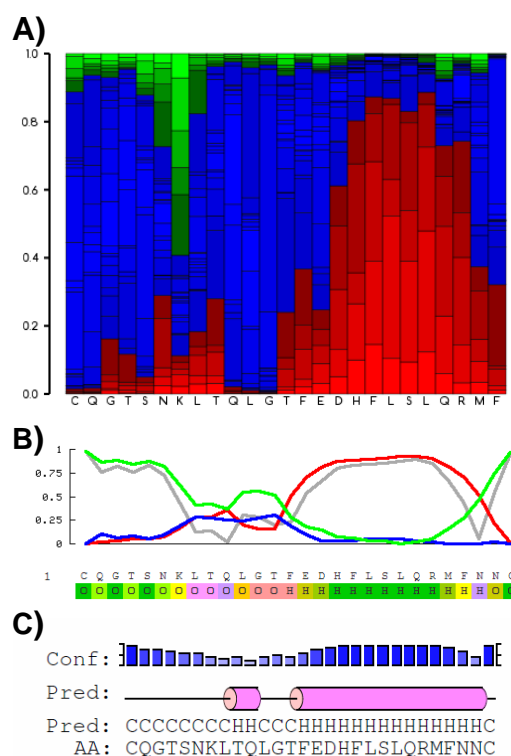 A)
1.0
0.8
0.6
0.4
0.2
0.0
C Q G T S N K L T Q L G T F E D H F L S L Q R M F
B)
1
0.75
0.5
0.25
0
1 C Q G T S N K L T Q L G T F E D H F L S L Q R M F N N
O O O O O O O O O O O O O H H H H H H H H H H H H H O
C)
Conf:
Pred:
Pred: CCCCCCCCHHCCCHHHHHHHHHHHHHHC
AA: CQGTSNKLTQLGTFEDHFLSLQRMFNNC